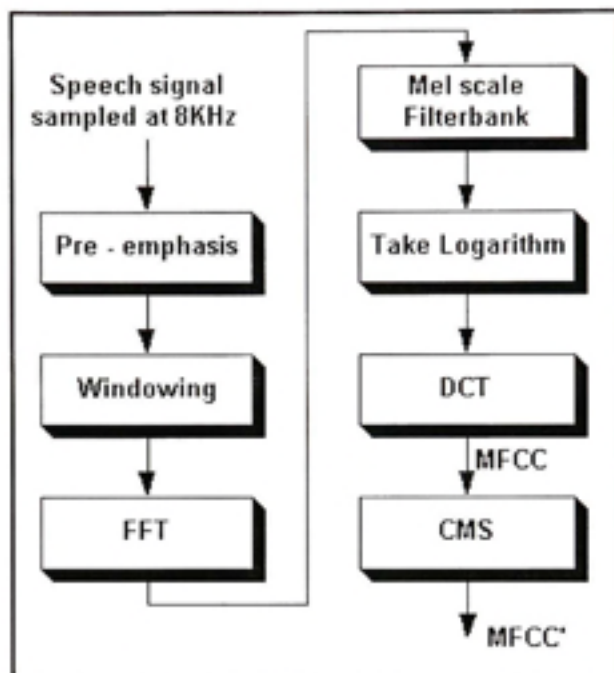 Speech signal
sampled at 8KHz
Pre - emphasis
Windowing
FFT
Mel scale
Filterbank
Take Logarithm
DCT
MFCC
CMS
MFCC'